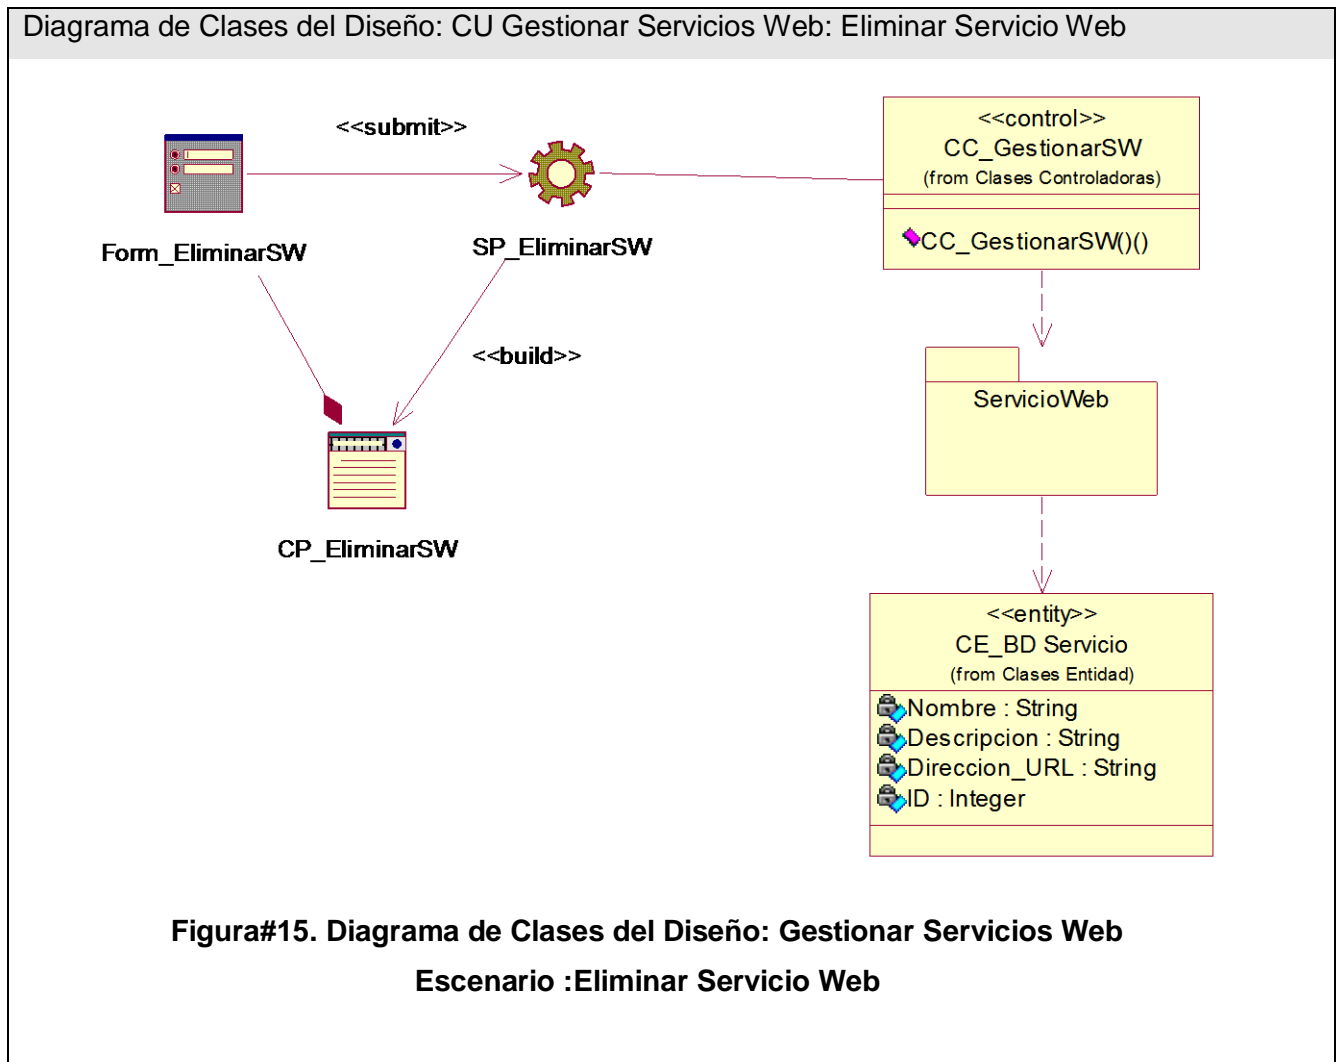 Diagrama de Clases del Diseño: CU Gestionar Servicios Web: Eliminar Servicio Web
<<submit>>
Form_EliminarSW
SP_EliminarSW
<<build>>
CP_EliminarSW
<<control>>
CC_GestionarSW
(from Clases Controladoras)
CC_GestionarSW()()
ServicioWeb
<<entity>>
CE_BD Servicio
(from Clases Entidad)
Nombre : String
Descripcion : String
Direccion_URL : String
ID : Integer
Figura#15. Diagrama de Clases del Diseño: Gestionar Servicios Web
Escenario :Eliminar Servicio Web